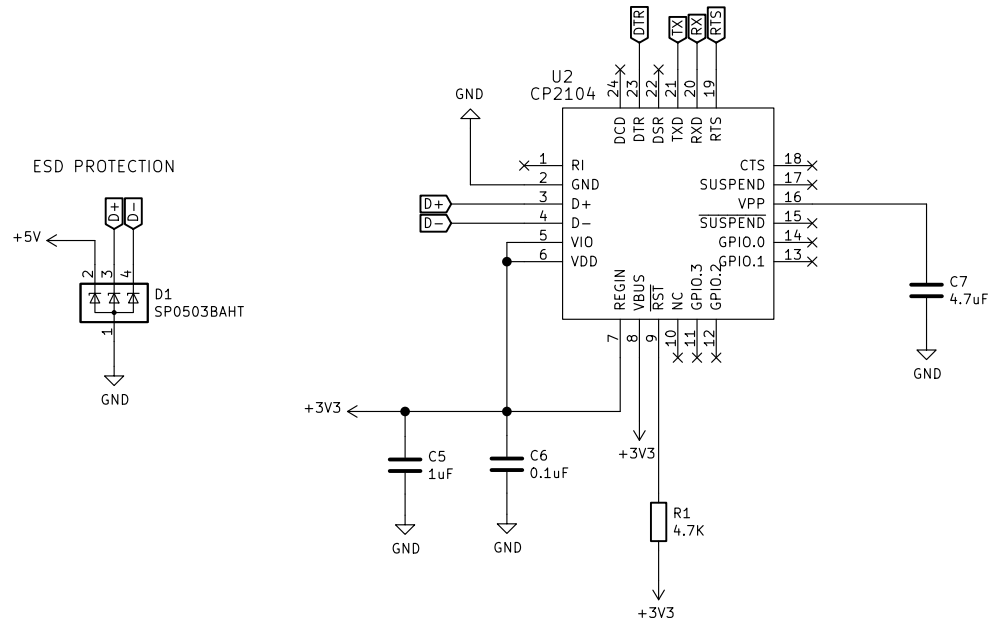 ESD PROTECTION
+5V
D+
D-
2
3
4
D1
SP0503BAHT
1
GND
U2
CP2104
GND
DTR
TX
RX
RTS
24
23
22
21
20
19
DCD
DTR
DSR
TXD
RXD
RTS
1 RI
2 GND
D+ 3 D+
D- 4 D-
5 VIO
6 VDD
CTS 18
SUSPEND 17
VPP 16
SUSPEND 15
GPIO.0 14
GPIO.1 13
REGIN
VBUS
RST
NC
GPIO.3
GPIO.2
7
8
9
10
11
12
C7
4.7uF
GND
+3V3
C5
1uF
GND
C6
0.1uF
GND
+3V3
R1
4.7K
+3V3